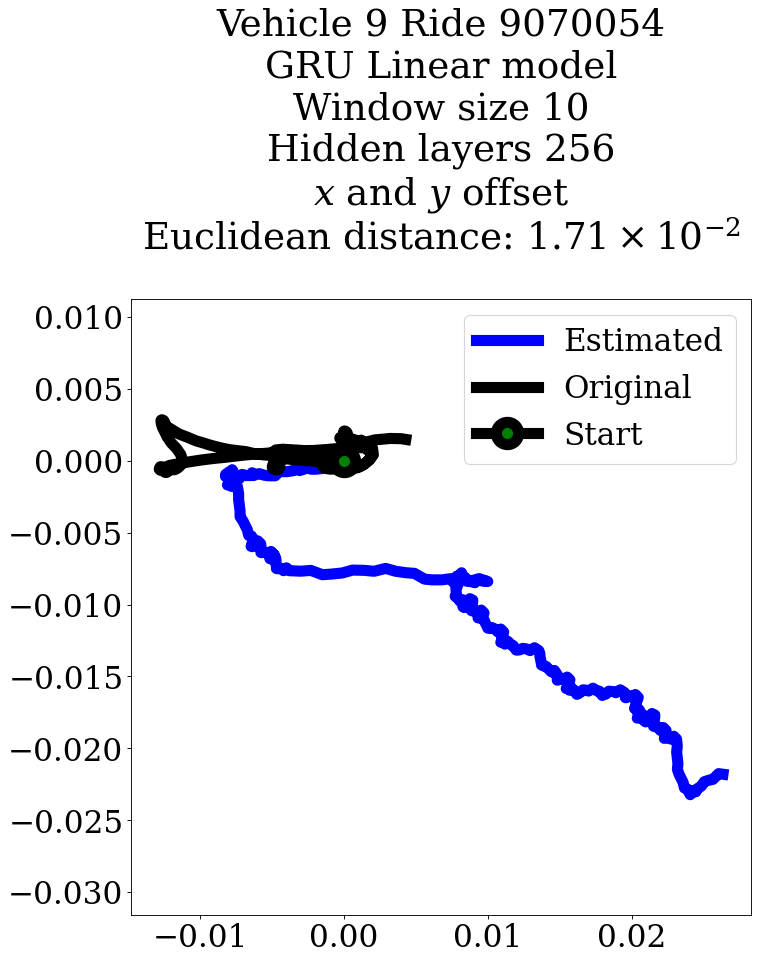 Vehicle 9 Ride 9070054
GRU Linear model
Window size 10
Hidden layers 256
x and y offset
Euclidean distance: 1.71 × 10⁻²
Estimated
Original
Start
0.010
0.005
0.000
−0.005
−0.010
−0.015
−0.020
−0.025
−0.030
−0.01 0.00 0.01 0.02